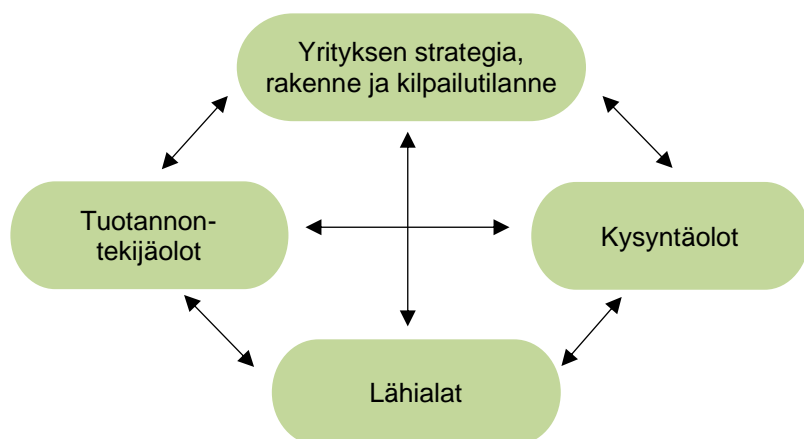 Yrityksen strategia,
rakenne ja kilpailutilanne
Tuotannon-
tekijäolot
Kysyntäolot
Lähialat